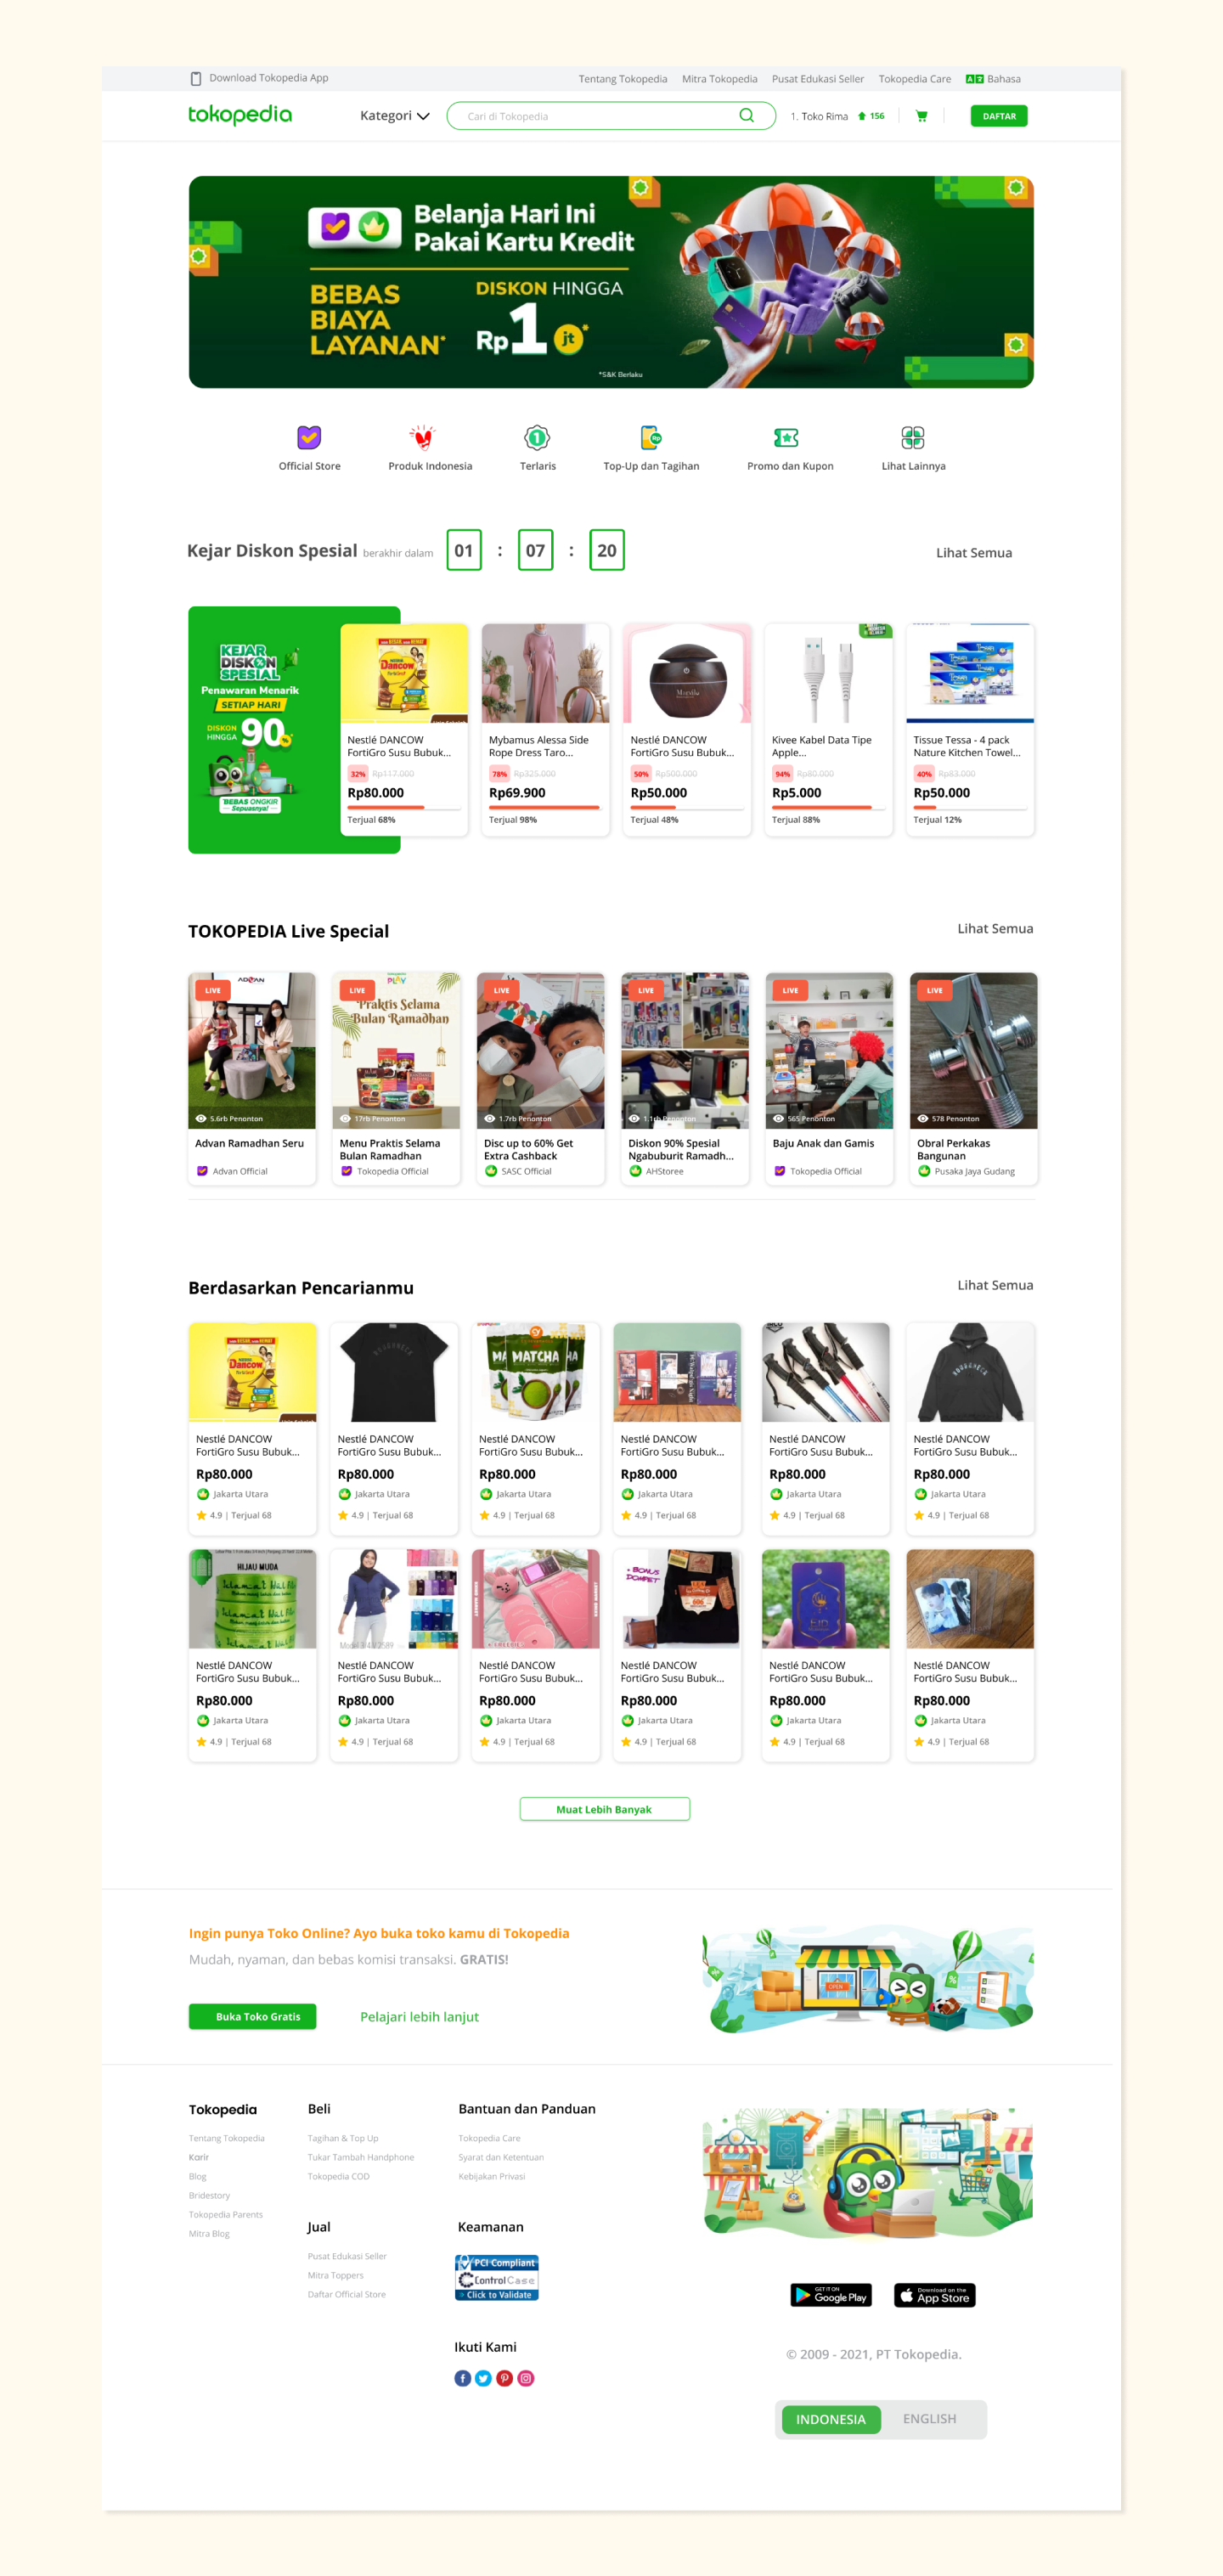 Download Tokopedia App
Tentang Tokopedia Mitra Tokopedia Pusat Edukasi Seller Tokopedia Care Bahasa
tokopedia Kategori Cari di Tokopedia 1. Toko Rima 156 DAFTAR
Belanja Hari Ini
Pakai Kartu Kredit
BEBAS
BIAYA
LAYANAN*
DISKON HINGGA
Rp1 jt*
*S&K Berlaku
Official Store Produk Indonesia Terlaris Top-Up dan Tagihan Promo dan Kupon Lihat Lainnya
Kejar Diskon Spesial berakhir dalam 01 : 07 : 20 Lihat Semua
KEJAR
DISKON
SPESIAL
Penawaran Menarik
SETIAP HARI
DISKON
HINGGA
90%
BEBAS ONGKIR
Sepuasnya!
Dancow
Nestlé DANCOW
FortiGro Susu Bubuk...
32% Rp117.000
Rp80.000
Terjual 68%
Mybamus Alessa Side
Rope Dress Taro...
78% Rp325.000
Rp69.900
Terjual 98%
Nestlé DANCOW
FortiGro Susu Bubuk...
50% Rp500.000
Rp50.000
Terjual 48%
Kivee Kabel Data Tipe
Apple...
94% Rp80.000
Rp5.000
Terjual 88%
Tissue Tessa - 4 pack
Nature Kitchen Towel...
40% Rp83.000
Rp50.000
Terjual 12%
TOKOPEDIA Live Special Lihat Semua
ADVAN
LIVE
5.6rb Penonton
Advan Ramadhan Seru
Advan Official
PLAY
LIVE
Praktis Selama
Bulan Ramadhan
17rb Penonton
Menu Praktis Selama
Bulan Ramadhan
Tokopedia Official
LIVE
1.7rb Penonton
Disc up to 60% Get
Extra Cashback
SASC Official
LIVE
1.1rb Penonton
Diskon 90% Spesial
Ngabuburit Ramadh...
AHStoree
LIVE
565 Penonton
Baju Anak dan Gamis
Tokopedia Official
LIVE
578 Penonton
Obral Perkakas
Bangunan
Pusaka Jaya Gudang
Berdasarkan Pencarianmu Lihat Semua
Dancow
Nestlé DANCOW
FortiGro Susu Bubuk...
Rp80.000
Jakarta Utara
4.9 | Terjual 68
ROUGHNECK
Nestlé DANCOW
FortiGro Susu Bubuk...
Rp80.000
Jakarta Utara
4.9 | Terjual 68
MATCHA
Nestlé DANCOW
FortiGro Susu Bubuk...
Rp80.000
Jakarta Utara
4.9 | Terjual 68
Nestlé DANCOW
FortiGro Susu Bubuk...
Rp80.000
Jakarta Utara
4.9 | Terjual 68
Nestlé DANCOW
FortiGro Susu Bubuk...
Rp80.000
Jakarta Utara
4.9 | Terjual 68
ROUGHNECK
Nestlé DANCOW
FortiGro Susu Bubuk...
Rp80.000
Jakarta Utara
4.9 | Terjual 68
HIJAU MUDA
Nestlé DANCOW
FortiGro Susu Bubuk...
Rp80.000
Jakarta Utara
4.9 | Terjual 68
Nestlé DANCOW
FortiGro Susu Bubuk...
Rp80.000
Jakarta Utara
4.9 | Terjual 68
Nestlé DANCOW
FortiGro Susu Bubuk...
Rp80.000
Jakarta Utara
4.9 | Terjual 68
+ BONUS
DOMPET
606
Nestlé DANCOW
FortiGro Susu Bubuk...
Rp80.000
Jakarta Utara
4.9 | Terjual 68
Nestlé DANCOW
FortiGro Susu Bubuk...
Rp80.000
Jakarta Utara
4.9 | Terjual 68
Nestlé DANCOW
FortiGro Susu Bubuk...
Rp80.000
Jakarta Utara
4.9 | Terjual 68
Muat Lebih Banyak
Ingin punya Toko Online? Ayo buka toko kamu di Tokopedia
Mudah, nyaman, dan bebas komisi transaksi. GRATIS!
Buka Toko Gratis Pelajari lebih lanjut
OPEN
%
Tokopedia
Tentang Tokopedia
Karir
Blog
Bridestory
Tokopedia Parents
Mitra Blog
Beli
Tagihan & Top Up
Tukar Tambah Handphone
Tokopedia COD
Jual
Pusat Edukasi Seller
Mitra Toppers
Daftar Official Store
Bantuan dan Panduan
Tokopedia Care
Syarat dan Ketentuan
Kebijakan Privasi
Keamanan
PCI Compliant
ControlCase
Click to Validate
Ikuti Kami
GET IT ON
Google Play
Download on the
App Store
© 2009 - 2021, PT Tokopedia.
INDONESIA ENGLISH